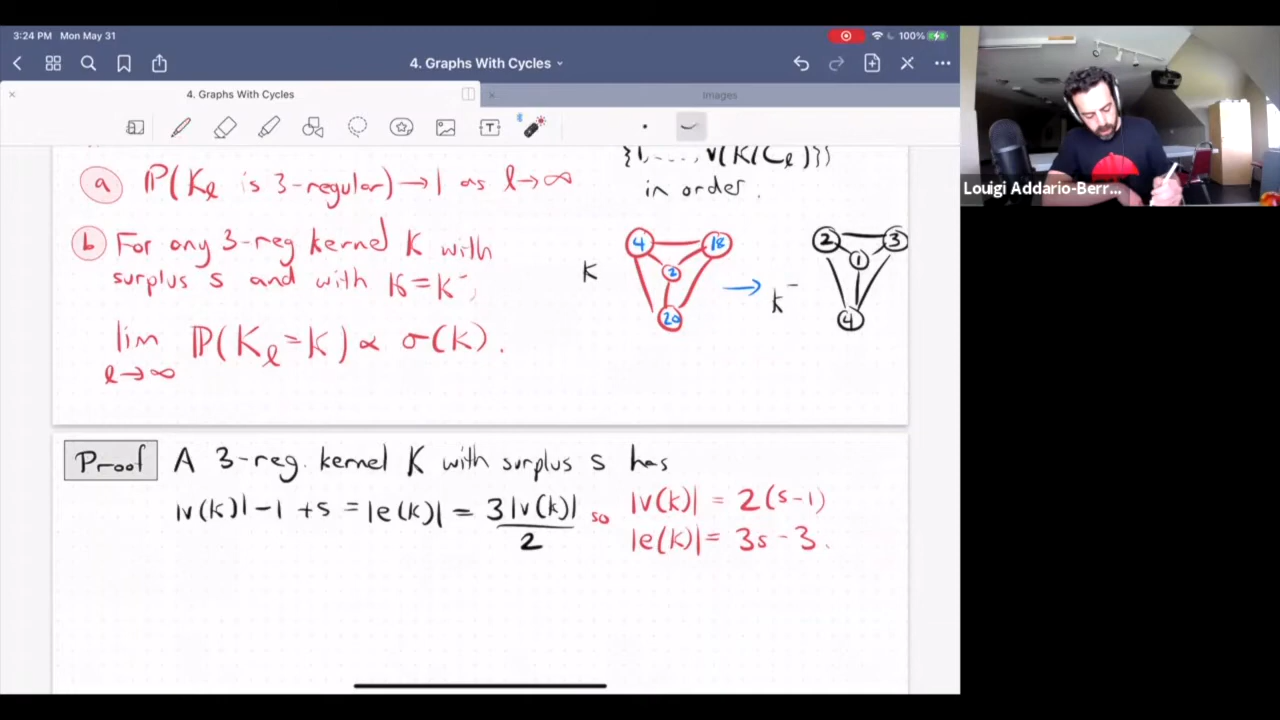 3:24 PM Mon May 31
100%
4. Graphs With Cycles
4. Graphs With Cycles
Images
{1, ..., v(K(C_ℓ)}}
in order.
(a) ℙ(K_ℓ is 3-regular) → 1 as ℓ → ∞
(b) For any 3-reg kernel K with
surplus s and with K = K⁻,
lim ℙ(K_ℓ = K) ∝ σ(K).
ℓ → ∞
K
4
18
2
20
K⁻
2
3
1
4
Proof A 3-reg. kernel K with surplus s has
|v(K)| - 1 + s = |e(K)| = 3|v(K)| / 2 so
|v(K)| = 2(s-1)
|e(K)| = 3s - 3.
Louigi Addario-Berr...